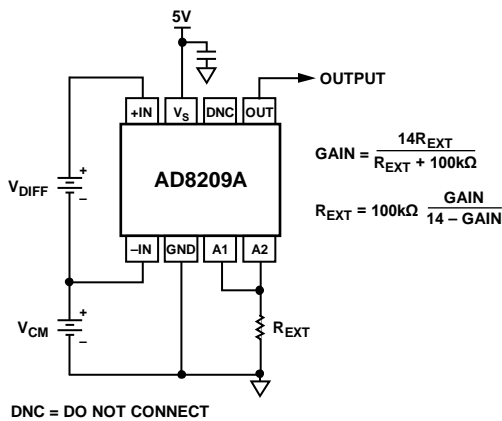 5V
OUTPUT
+IN
V_S
DNC
OUT
GAIN = 14R_EXT / (R_EXT + 100kΩ)
+
V_DIFF
–
AD8209A
R_EXT = 100kΩ GAIN / (14 – GAIN)
–IN
GND
A1
A2
+
V_CM
–
R_EXT
DNC = DO NOT CONNECT